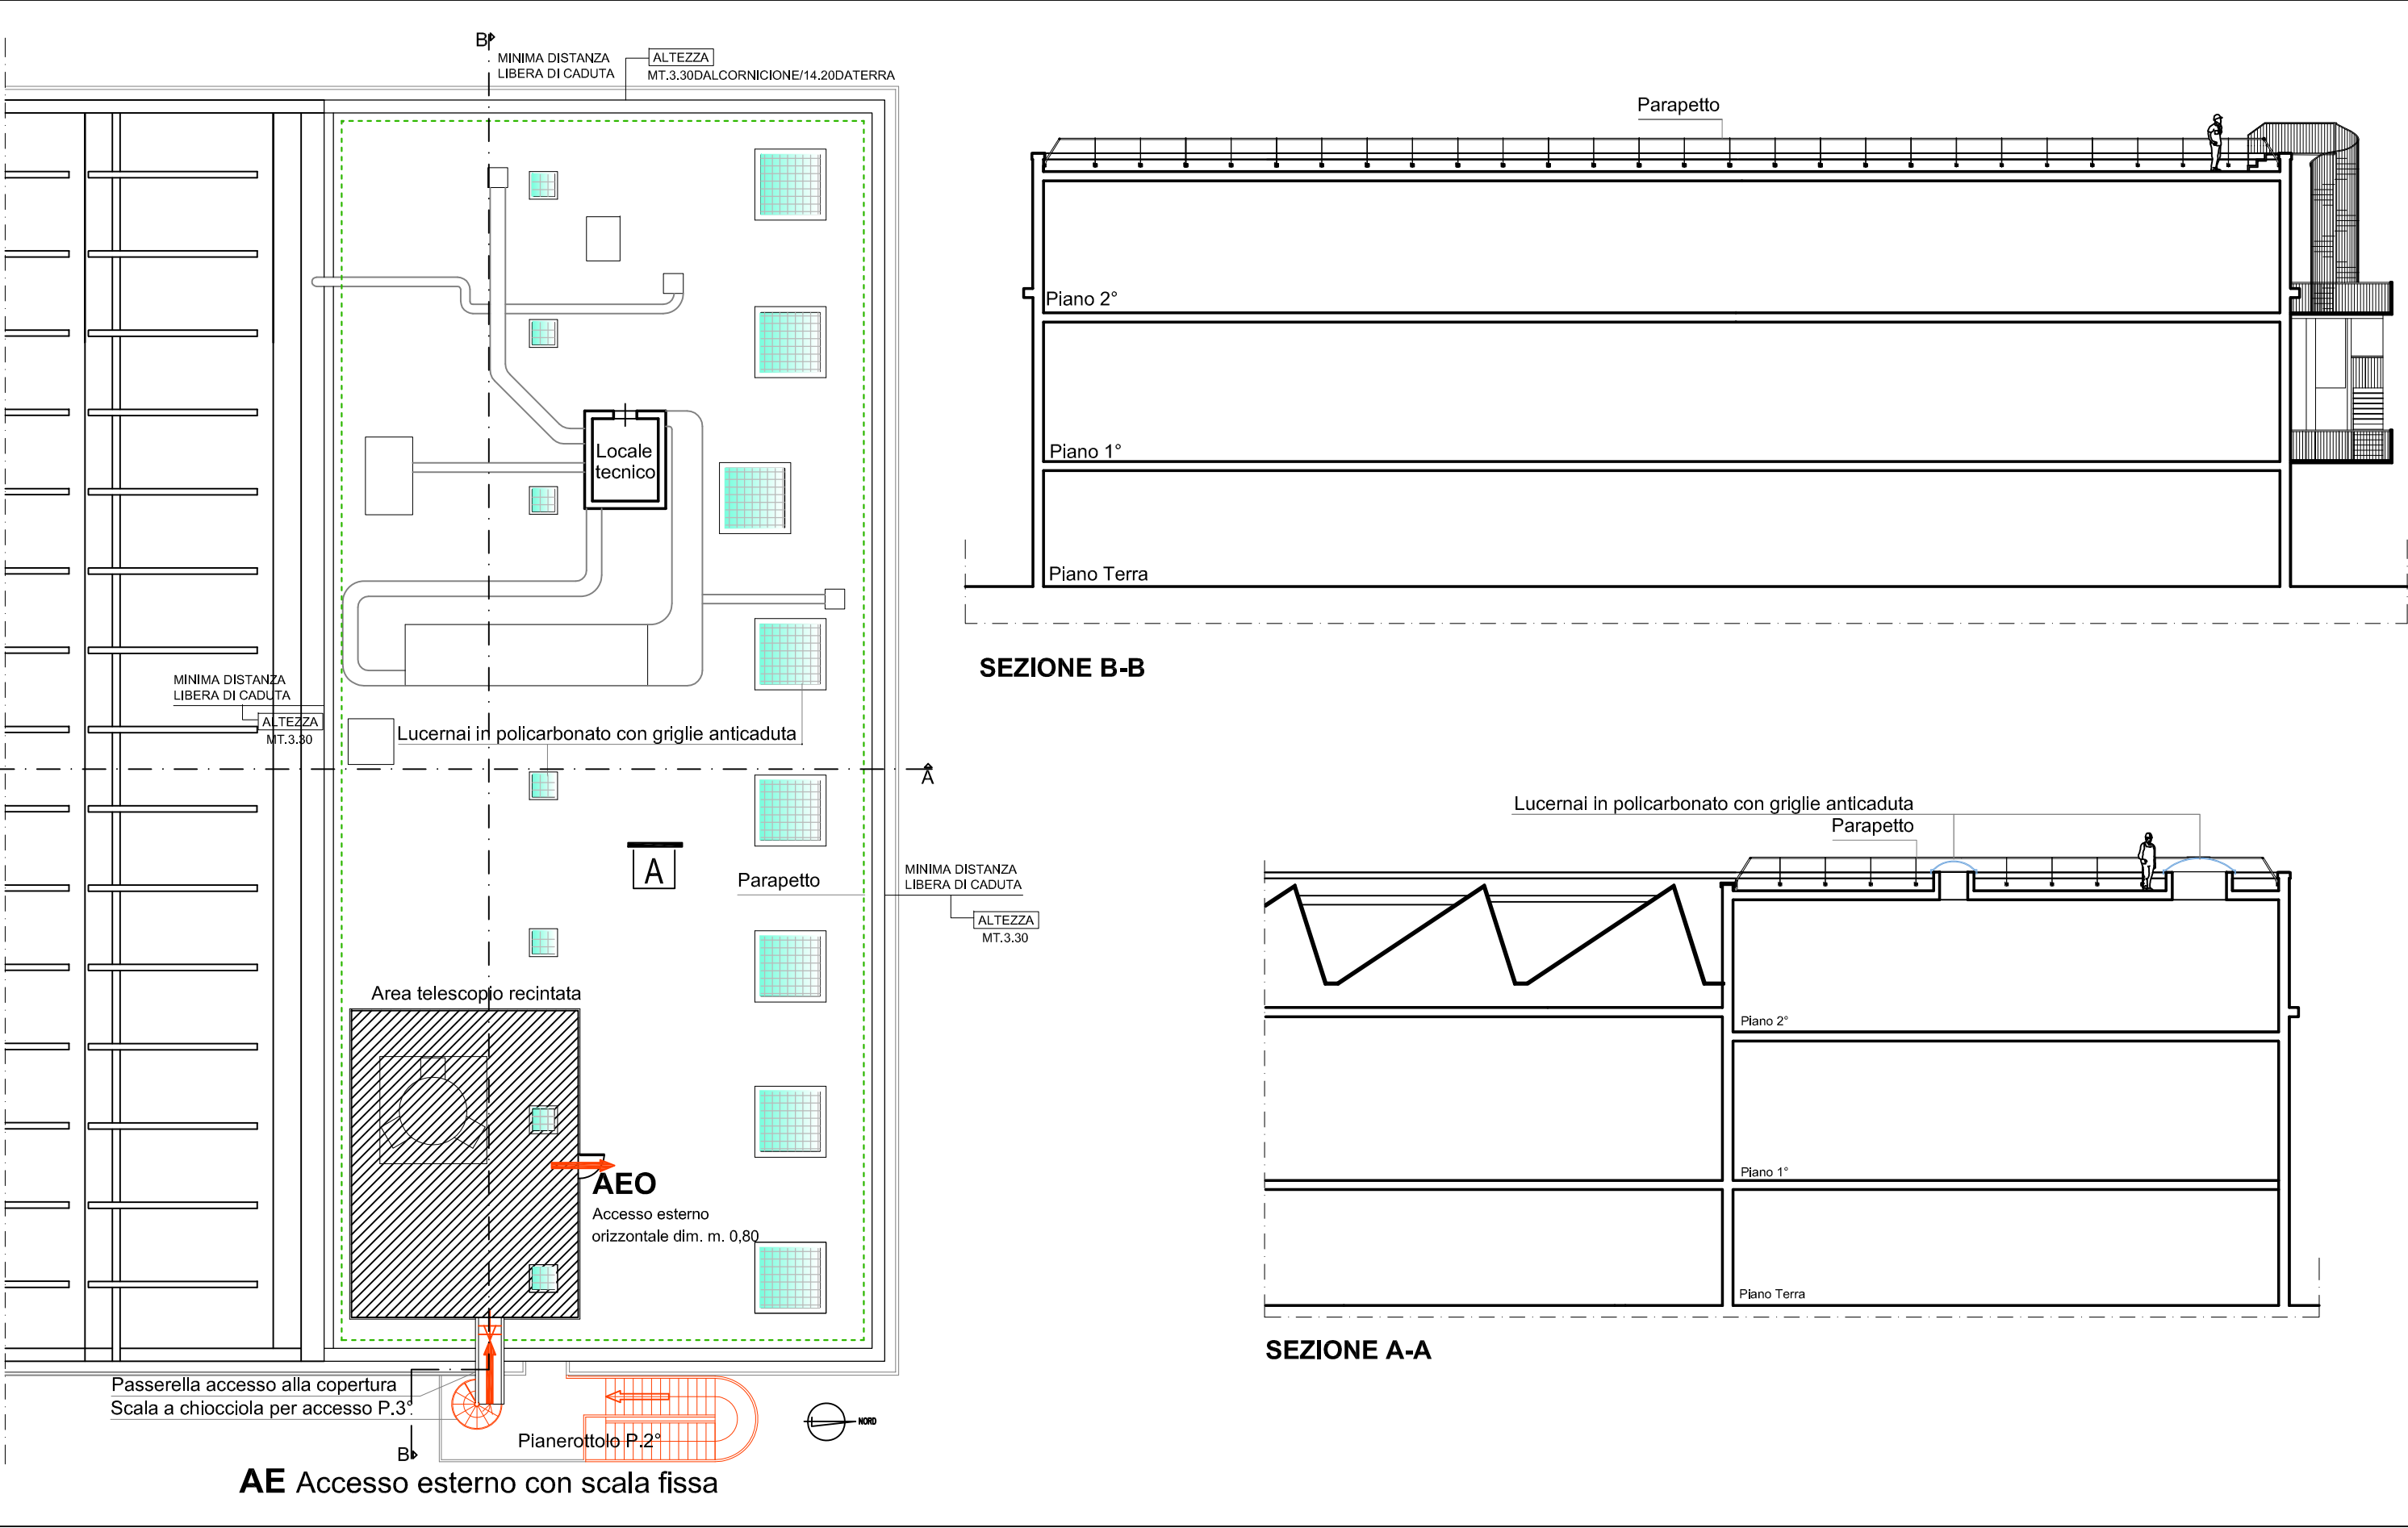 B
MINIMA DISTANZA
LIBERA DI CADUTA
ALTEZZA
MT.3.30DALCORNICIONE/14.20DATERRA
Locale
tecnico
MINIMA DISTANZA
LIBERA DI CADUTA
ALTEZZA
MT.3.30
Lucernai in policarbonato con griglie anticaduta
A
A
Parapetto
MINIMA DISTANZA
LIBERA DI CADUTA
ALTEZZA
MT.3.30
Area telescopio recintata
AEO
Accesso esterno
orizzontale dim. m. 0,80
Passerella accesso alla copertura
Scala a chiocciola per accesso P.3°
Pianerottolo P.2°
NORD
B
AE Accesso esterno con scala fissa
Parapetto
Piano 2°
Piano 1°
Piano Terra
SEZIONE B-B
Lucernai in policarbonato con griglie anticaduta
Parapetto
Piano 2°
Piano 1°
Piano Terra
SEZIONE A-A